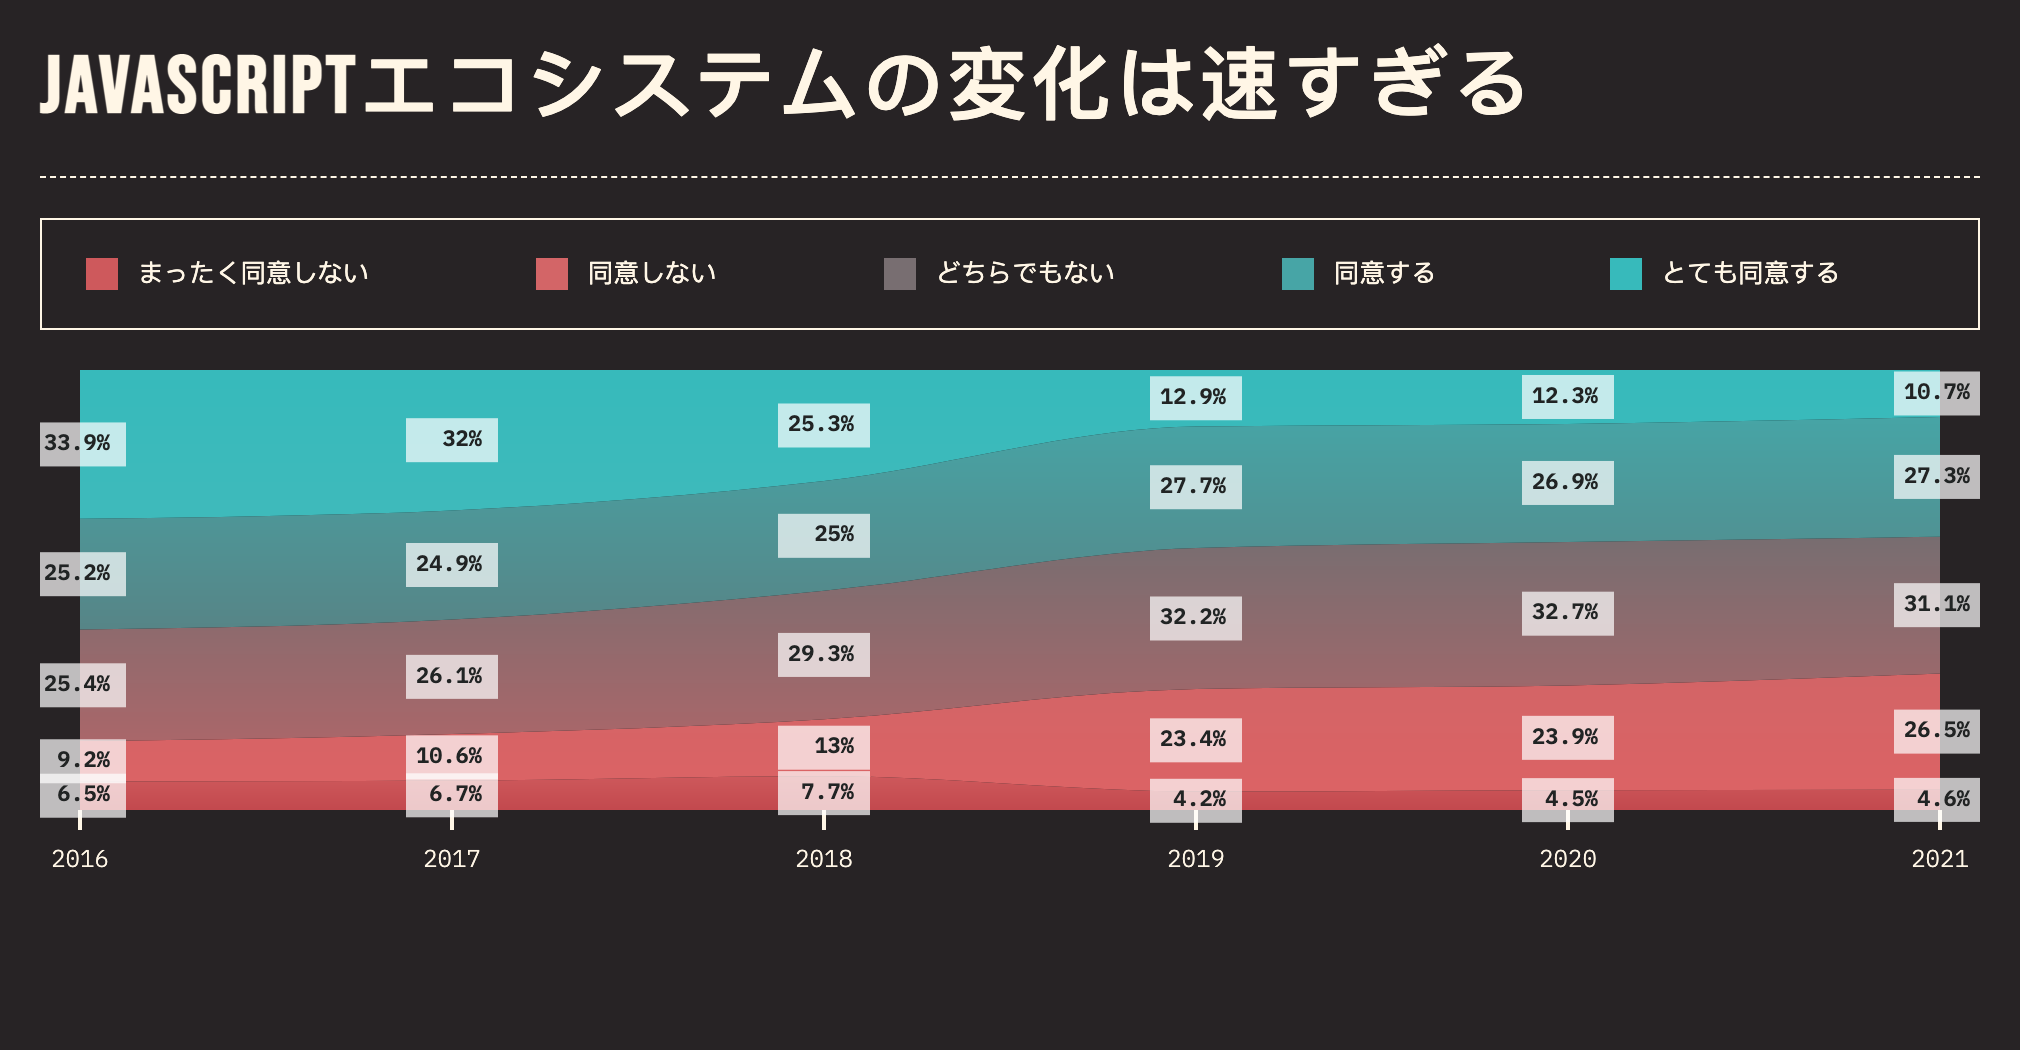 JAVASCRIPTエコシステムの変化は速すぎる
まったく同意しない 同意しない どちらでもない 同意する とても同意する
33.9% 32% 25.3% 12.9% 12.3% 10.7%
25.2% 24.9% 25% 27.7% 26.9% 27.3%
25.4% 26.1% 29.3% 32.2% 32.7% 31.1%
9.2% 10.6% 13% 23.4% 23.9% 26.5%
6.5% 6.7% 7.7% 4.2% 4.5% 4.6%
2016 2017 2018 2019 2020 2021